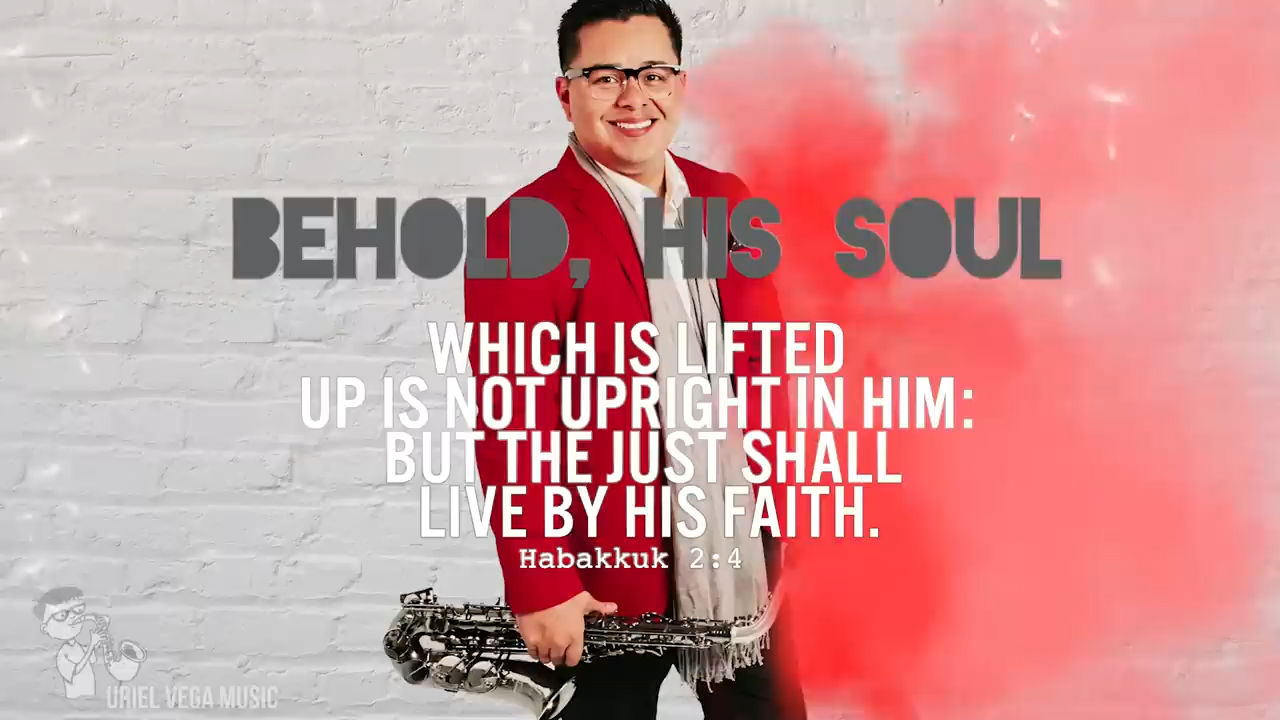 BEHOLD, HIS SOUL
WHICH IS LIFTED
UP IS NOT UPRIGHT IN HIM:
BUT THE JUST SHALL
LIVE BY HIS FAITH.
Habakkuk 2:4
URIEL VEGA MUSIC